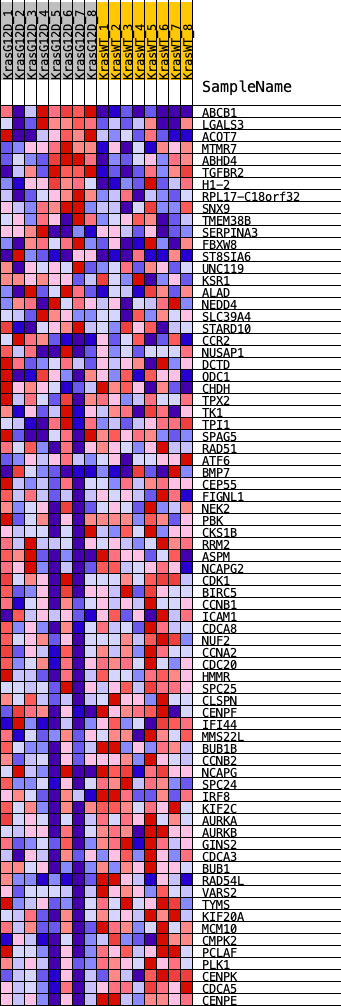 KrasG12D_1
KrasG12D_2
KrasG12D_3
KrasG12D_4
KrasG12D_5
KrasG12D_6
KrasG12D_7
KrasG12D_8
KrasWT_1
KrasWT_2
KrasWT_3
KrasWT_4
KrasWT_5
KrasWT_6
KrasWT_7
KrasWT_8
SampleName
ABCB1
LGALS3
ACOT7
MTMR7
ABHD4
TGFBR2
H1-2
RPL17-C18orf32
SNX9
TMEM38B
SERPINA3
FBXW8
ST8SIA6
UNC119
KSR1
ALAD
NEDD4
SLC39A4
STARD10
CCR2
NUSAP1
DCTD
ODC1
CHDH
TPX2
TK1
TPI1
SPAG5
RAD51
ATF6
BMP7
CEP55
FIGNL1
NEK2
PBK
CKS1B
RRM2
ASPM
NCAPG2
CDK1
BIRC5
CCNB1
ICAM1
CDCA8
NUF2
CCNA2
CDC20
HMMR
SPC25
CLSPN
CENPF
IFI44
MMS22L
BUB1B
CCNB2
NCAPG
SPC24
IRF8
KIF2C
AURKA
AURKB
GINS2
CDCA3
BUB1
RAD54L
VARS2
TYMS
KIF20A
MCM10
CMPK2
PCLAF
PLK1
CENPK
CDCA5
CENPE